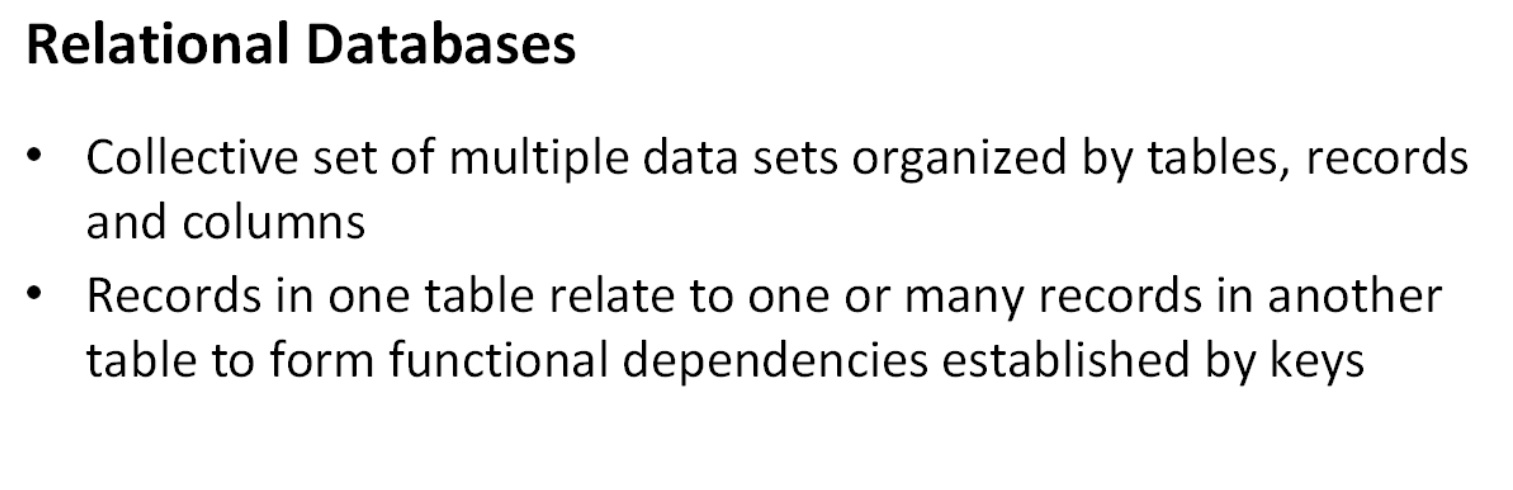 Relational Databases
• Collective set of multiple data sets organized by tables, records
and columns
• Records in one table relate to one or many records in another
table to form functional dependencies established by keys